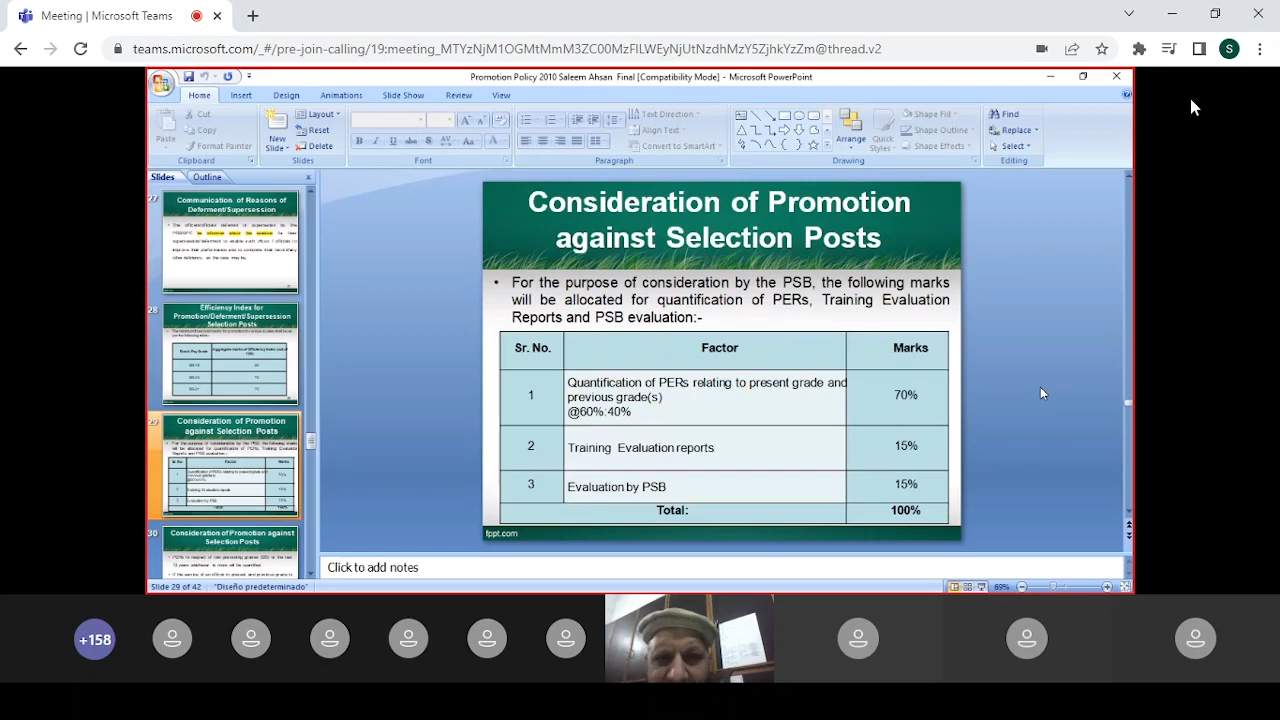 Meeting | Microsoft Teams
teams.microsoft.com/_#/pre-join-calling/19:meeting_MTYzNjM1OGMtMmM3ZC00MzFlLWEyNjUtNzdhMzY5ZjhkYzZm@thread.v2
S
Promotion Policy 2010 Saleem Ahsan Final [Compatibility Mode] - Microsoft PowerPoint
Home Insert Design Animations Slide Show Review View
Paste
Cut
Copy
Format Painter
Clipboard
New Slide
Layout
Reset
Delete
Slides
Font
Text Direction
Align Text
Convert to SmartArt
Paragraph
Arrange
Quick Styles
Shape Fill
Shape Outline
Shape Effects
Drawing
Find
Replace
Select
Editing
Slides Outline
27
Communication of Reasons of
Deferment/Supersession
28
Efficiency Index for
Promotion/Deferment/Supersession
Selection Posts
29
Consideration of Promotion
against Selection Posts
30
Consideration of Promotion against
Selection Posts
Consideration of Promotion
against Selection Posts
• For the purpose of consideration by the PSB, the following marks
will be allocated for quantification of PERs, Training Evaluation
Reports and PSB evaluation:-
Sr. No. Factor Marks
1 Quantification of PERs relating to present grade and
previous grade(s)
@60%:40% 70%
2 Training Evaluation reports 15%
3 Evaluation by PSB 15%
Total: 100%
fppt.com
Click to add notes
Slide 29 of 42 "Diseño predeterminado" 69%
+158